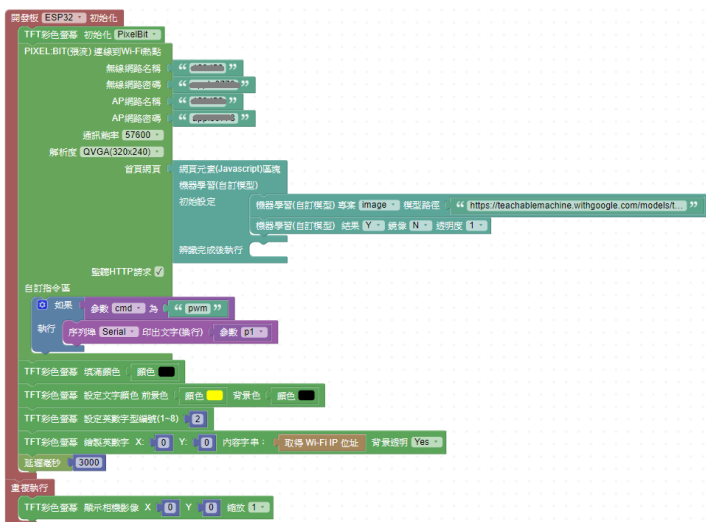 開發板 ESP32 初始化
TFT彩色螢幕 初始化 PixelBit
PIXEL:BIT(視流) 連線到Wi-Fi熱點
無線網路名稱 “ ”
無線網路密碼 “ ”
AP網路名稱 “ ”
AP網路密碼 “ ”
通訊鮑率 57600
解析度 QVGA(320x240)
首頁網頁 網頁元素(Javascript)區塊
機器學習(自訂模型)
初始設定 機器學習(自訂模型) 專案 image 模型路徑 “ https://teachablemachine.withgoogle.com/models/t... ”
機器學習(自訂模型) 結果 Y 鏡像 N 透明度 1
辨識完成後執行
監聽HTTP請求
自訂指令區
如果 參數 cmd 為 “ pwm ”
執行 序列埠 Serial 印出文字(換行) 參數 p1
TFT彩色螢幕 填滿顏色 顏色
TFT彩色螢幕 設定文字顏色 前景色 顏色 背景色 顏色
TFT彩色螢幕 設定英數字型編號(1~8) 2
TFT彩色螢幕 繪製英數字 X: 0 Y: 0 內容字串： 取得 Wi-Fi IP 位址 背景透明 Yes
延遲毫秒 3000
重複執行
TFT彩色螢幕 顯示相機影像 X 0 Y 0 縮放 1